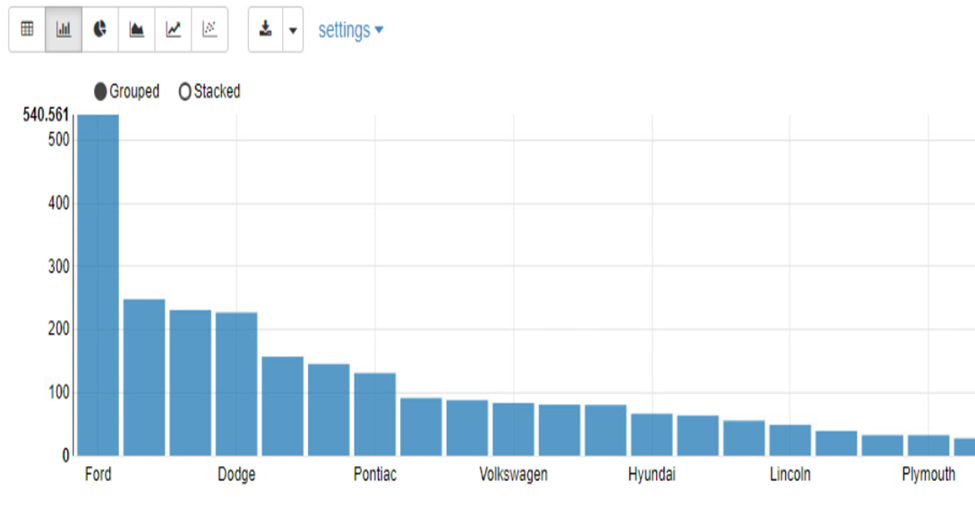 settings
Grouped Stacked
540.561
500
400
300
200
100
0
Ford Dodge Pontiac Volkswagen Hyundai Lincoln Plymouth